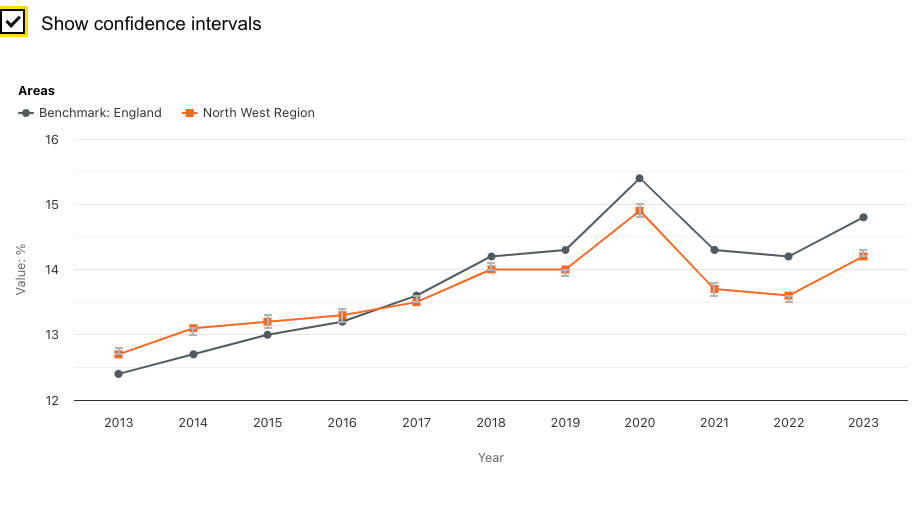 Show confidence intervals
Areas
Benchmark: England North West Region
16
15
14
13
12
Value: %
2013 2014 2015 2016 2017 2018 2019 2020 2021 2022 2023
Year